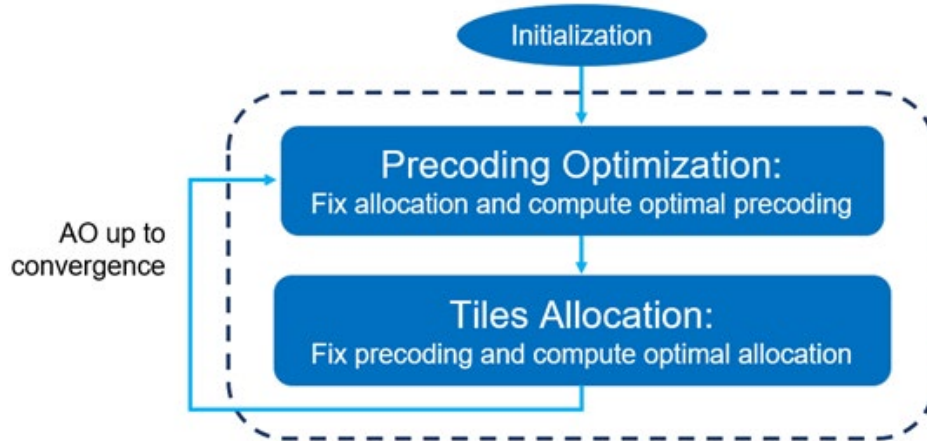 Initialization
Precoding Optimization:
Fix allocation and compute optimal precoding
AO up to
convergence
Tiles Allocation:
Fix precoding and compute optimal allocation